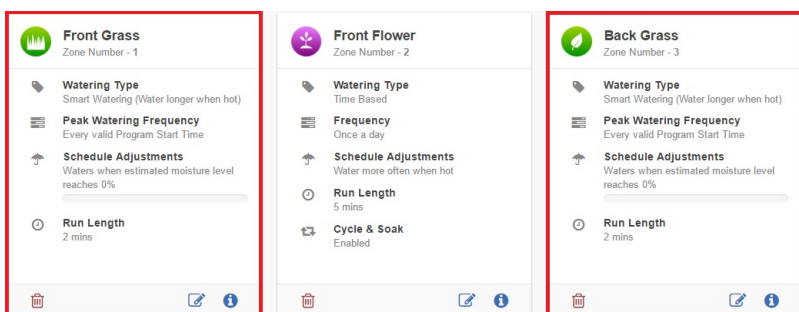 Front Grass
Zone Number - 1
Watering Type
Smart Watering (Water longer when hot)
Peak Watering Frequency
Every valid Program Start Time
Schedule Adjustments
Waters when estimated moisture level
reaches 0%
Run Length
2 mins
Front Flower
Zone Number - 2
Watering Type
Time Based
Frequency
Once a day
Schedule Adjustments
Water more often when hot
Run Length
5 mins
Cycle & Soak
Enabled
Back Grass
Zone Number - 3
Watering Type
Smart Watering (Water longer when hot)
Peak Watering Frequency
Every valid Program Start Time
Schedule Adjustments
Waters when estimated moisture level
reaches 0%
Run Length
2 mins